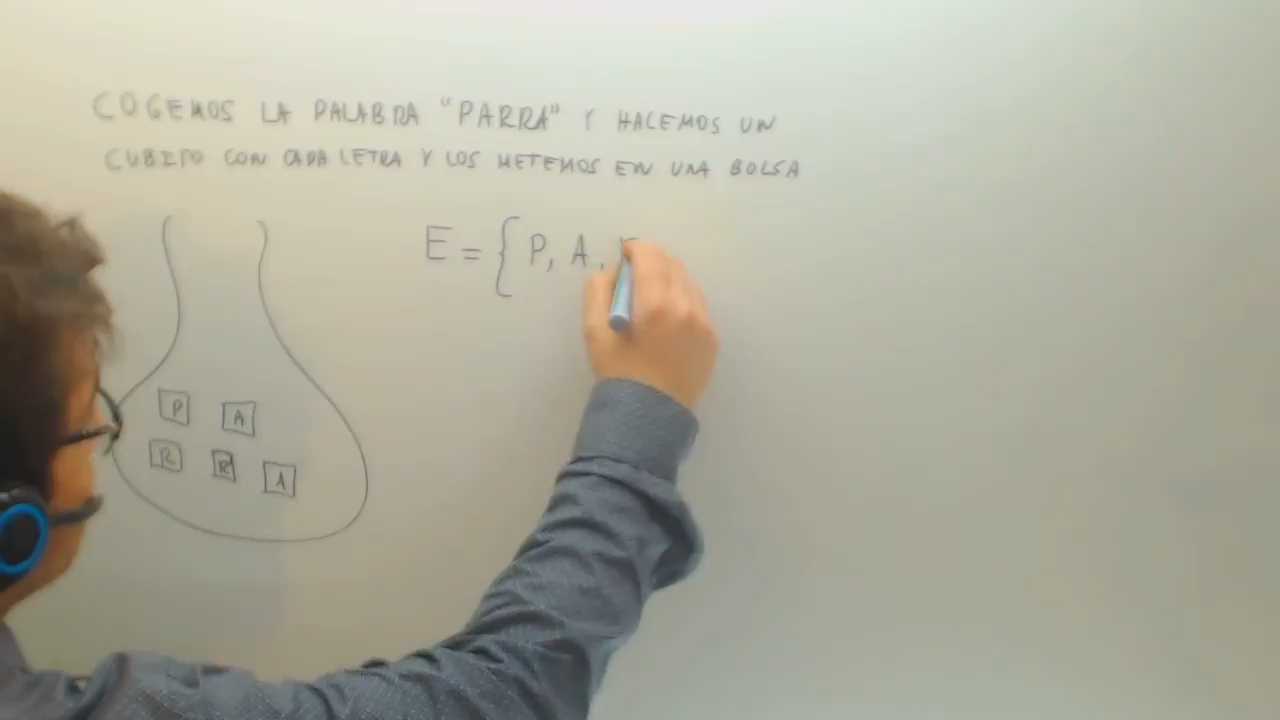 COGEMOS LA PALABRA "PARRA" Y HACEMOS UN
CUBITO CON CADA LETRA Y LOS METEMOS EN UNA BOLSA
E = { P, A,
P A
R R A